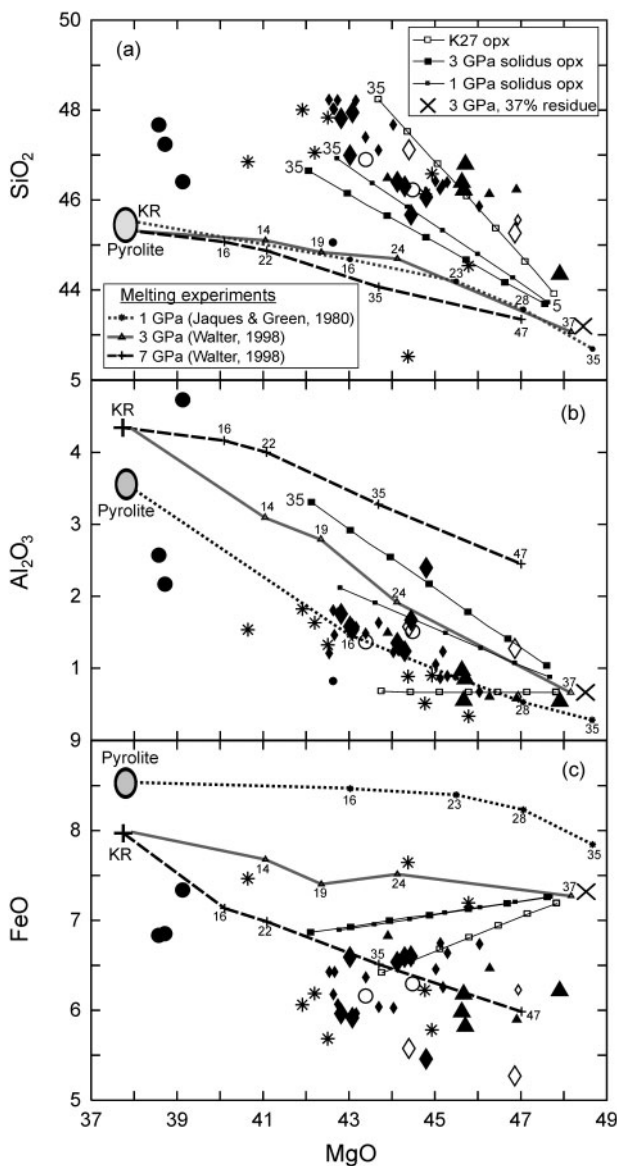 50
(a)
35
K27 opx
3 GPa solidus opx
1 GPa solidus opx
3 GPa, 37% residue
48
SiO2
35
35
46
KR
Pyrolite
14
19
24
16
22
16
23
35
28
5
44
37
47
35
Melting experiments
1 GPa (Jaques & Green, 1980)
3 GPa (Walter, 1998)
7 GPa (Walter, 1998)
5
KR
(b)
16
22
4
Pyrolite
35
35
3
14
19
47
Al2O3
24
2
16
1
37
28
35
9
Pyrolite
(c)
16
23
28
35
8
KR
14
19
24
37
FeO
7
16
22
35
6
47
5
37
39
41
43
45
47
49
MgO